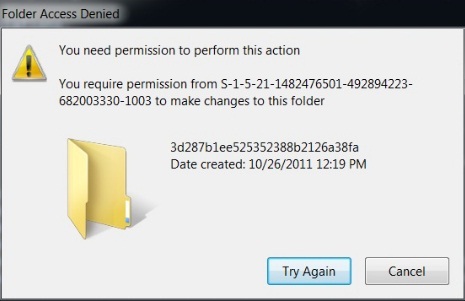 Folder Access Denied
You need permission to perform this action
You require permission from S-1-5-21-1482476501-492894223-
682003330-1003 to make changes to this folder
3d287b1ee525352388b2126a38fa
Date created: 10/26/2011 12:19 PM
Try Again
Cancel